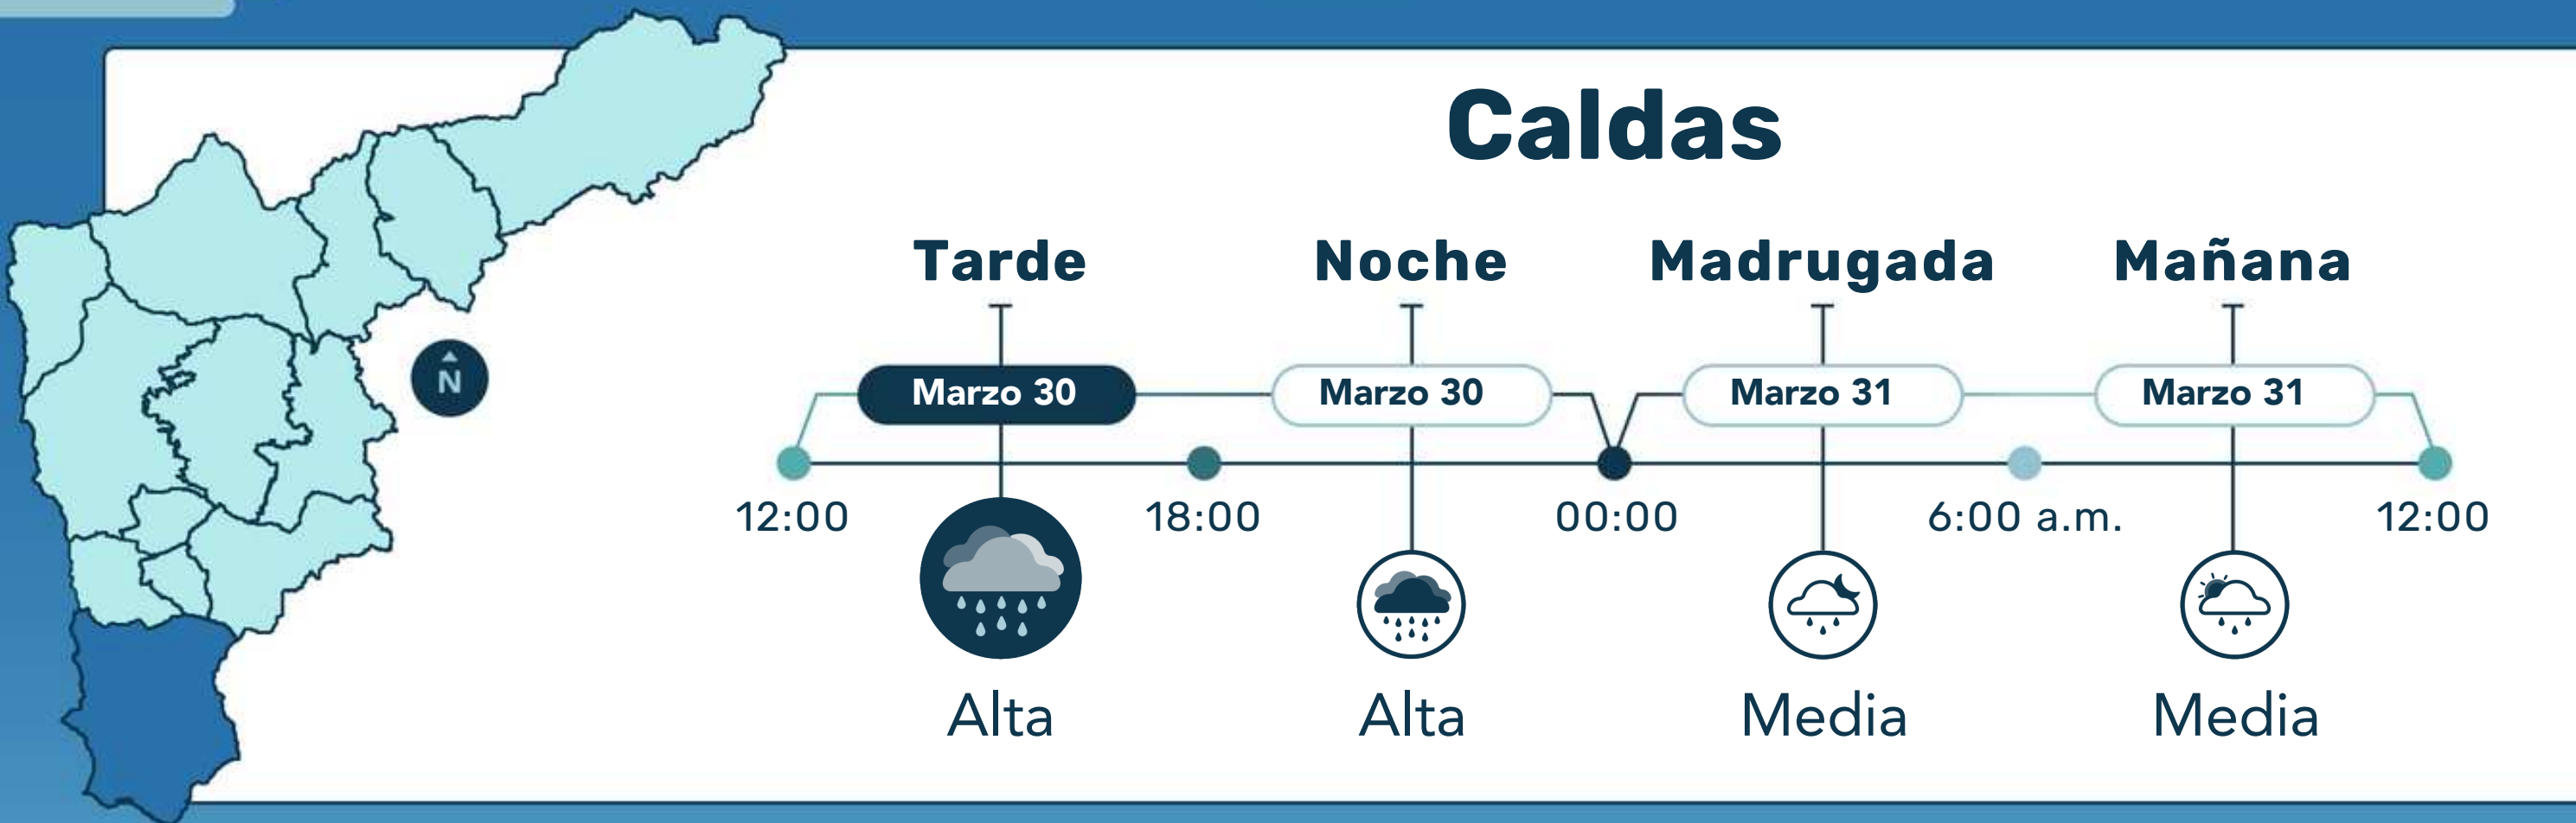 Caldas
Tarde Noche Madrugada Mañana
Marzo 30 Marzo 30 Marzo 31 Marzo 31
N
12:00 18:00 00:00 6:00 a.m. 12:00
Alta Alta Media Media